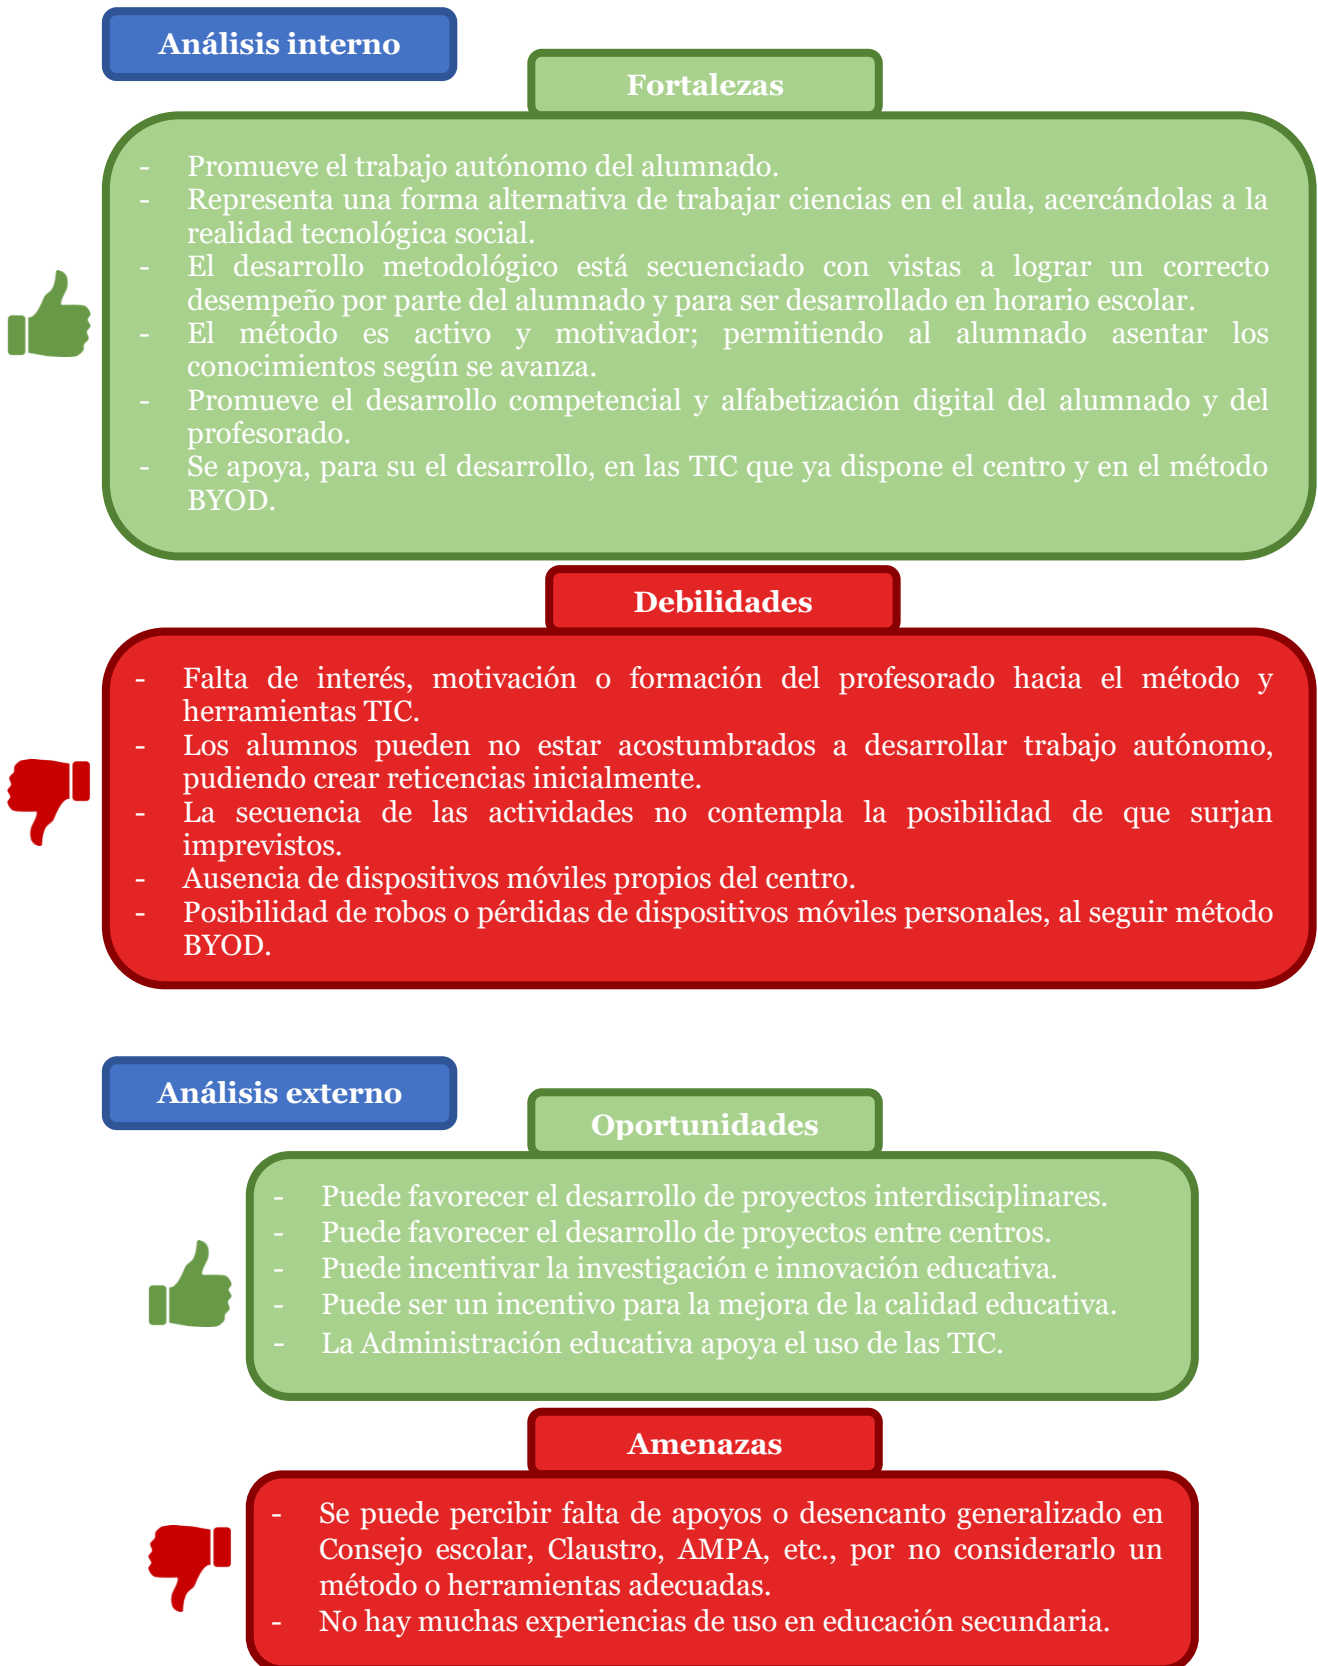 Análisis interno
Fortalezas
- Promueve el trabajo autónomo del alumnado.
- Representa una forma alternativa de trabajar ciencias en el aula, acercándolas a la
realidad tecnológica social.
- El desarrollo metodológico está secuenciado con vistas a lograr un correcto
desempeño por parte del alumnado y para ser desarrollado en horario escolar.
- El método es activo y motivador; permitiendo al alumnado asentar los
conocimientos según se avanza.
- Promueve el desarrollo competencial y alfabetización digital del alumnado y del
profesorado.
- Se apoya, para su el desarrollo, en las TIC que ya dispone el centro y en el método
BYOD.
Debilidades
- Falta de interés, motivación o formación del profesorado hacia el método y
herramientas TIC.
- Los alumnos pueden no estar acostumbrados a desarrollar trabajo autónomo,
pudiendo crear reticencias inicialmente.
- La secuencia de las actividades no contempla la posibilidad de que surjan
imprevistos.
- Ausencia de dispositivos móviles propios del centro.
- Posibilidad de robos o pérdidas de dispositivos móviles personales, al seguir método
BYOD.
Análisis externo
Oportunidades
- Puede favorecer el desarrollo de proyectos interdisciplinares.
- Puede favorecer el desarrollo de proyectos entre centros.
- Puede incentivar la investigación e innovación educativa.
- Puede ser un incentivo para la mejora de la calidad educativa.
- La Administración educativa apoya el uso de las TIC.
Amenazas
- Se puede percibir falta de apoyos o desencanto generalizado en
Consejo escolar, Claustro, AMPA, etc., por no considerarlo un
método o herramientas adecuadas.
- No hay muchas experiencias de uso en educación secundaria.